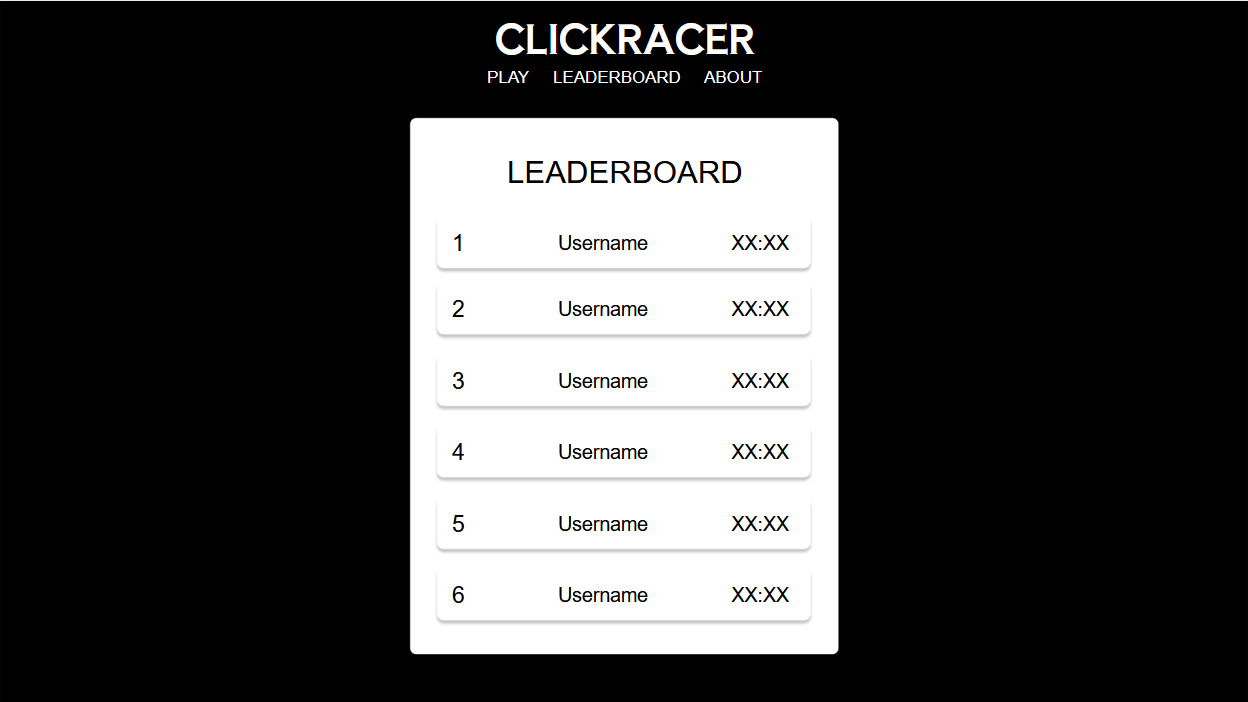 CLICKRACER
PLAY LEADERBOARD ABOUT
LEADERBOARD
1 Username XX:XX
2 Username XX:XX
3 Username XX:XX
4 Username XX:XX
5 Username XX:XX
6 Username XX:XX